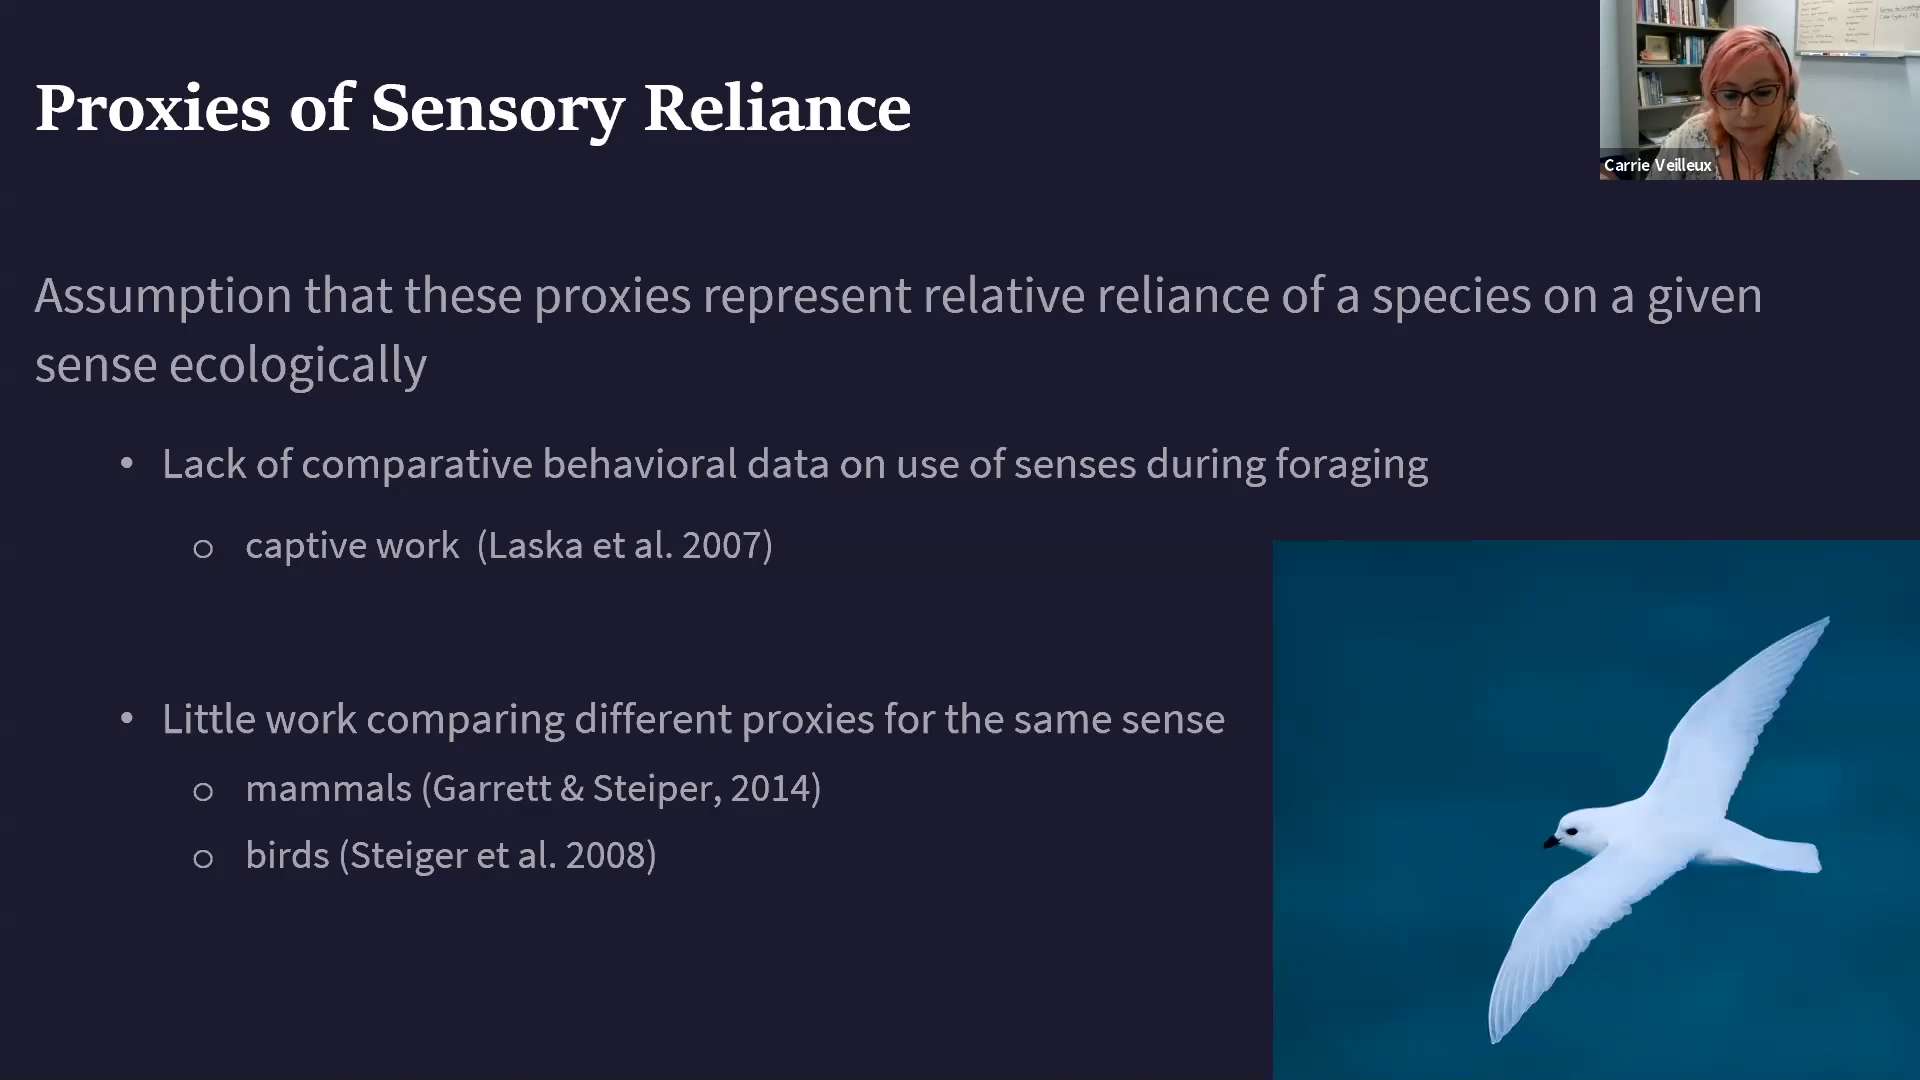 Proxies of Sensory Reliance
Carrie Veilleux
Assumption that these proxies represent relative reliance of a species on a given
sense ecologically
• Lack of comparative behavioral data on use of senses during foraging
o captive work (Laska et al. 2007)
• Little work comparing different proxies for the same sense
o mammals (Garrett & Steiper, 2014)
o birds (Steiger et al. 2008)